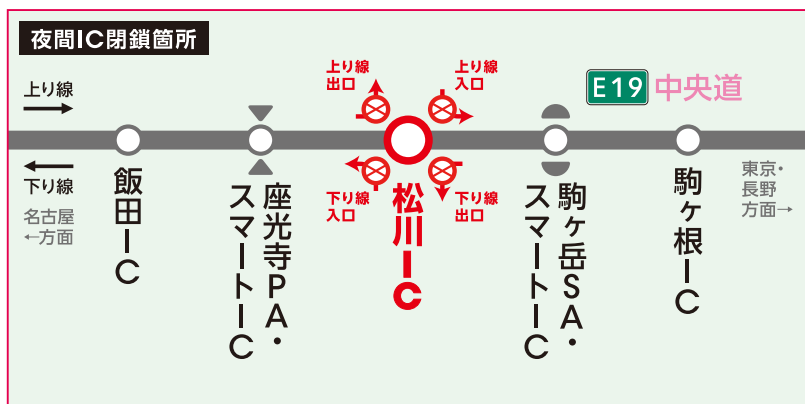 夜間IC閉鎖箇所
上り線
出口
上り線
入口
E19 中央道
上り線
下り線
名古屋
←方面
飯田IC
座光寺PA・
スマートIC
下り線
入口
松川IC
下り線
出口
駒ヶ岳SA・
スマートIC
駒ヶ根IC
東京・
長野
方面→